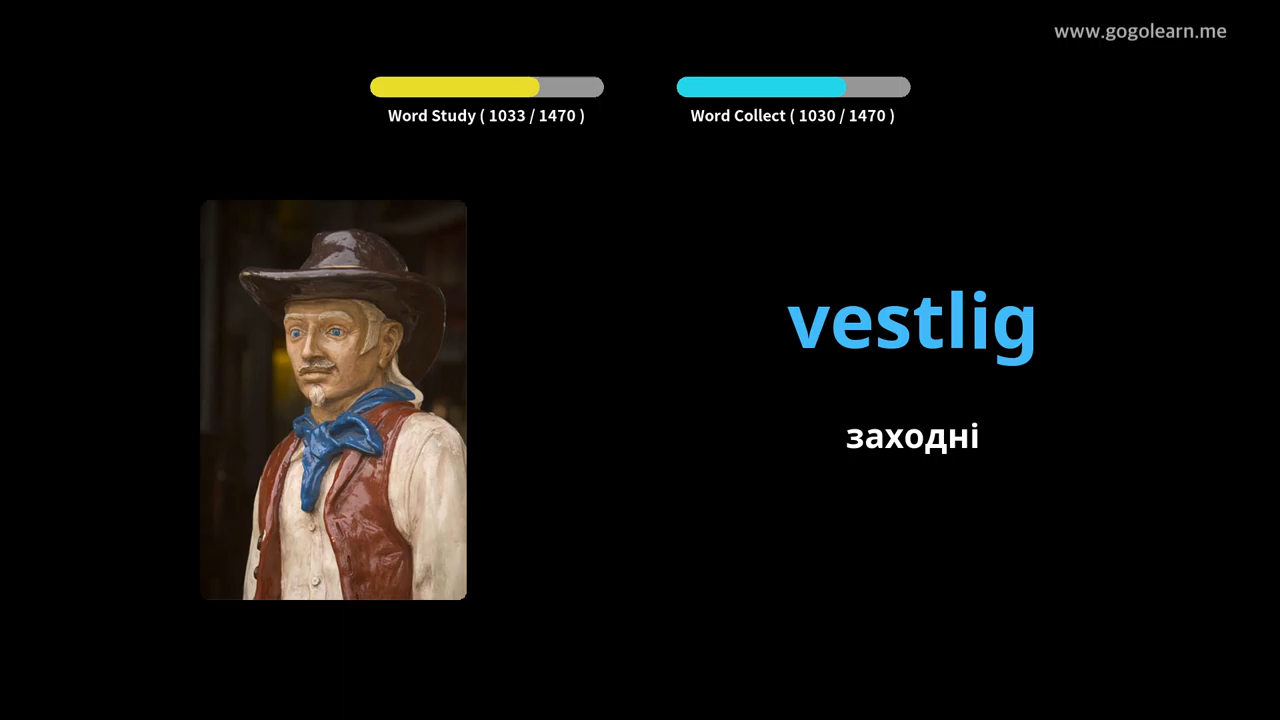 www.gogolearn.me
Word Study ( 1033 / 1470 )
Word Collect ( 1030 / 1470 )
vestlig
заходні